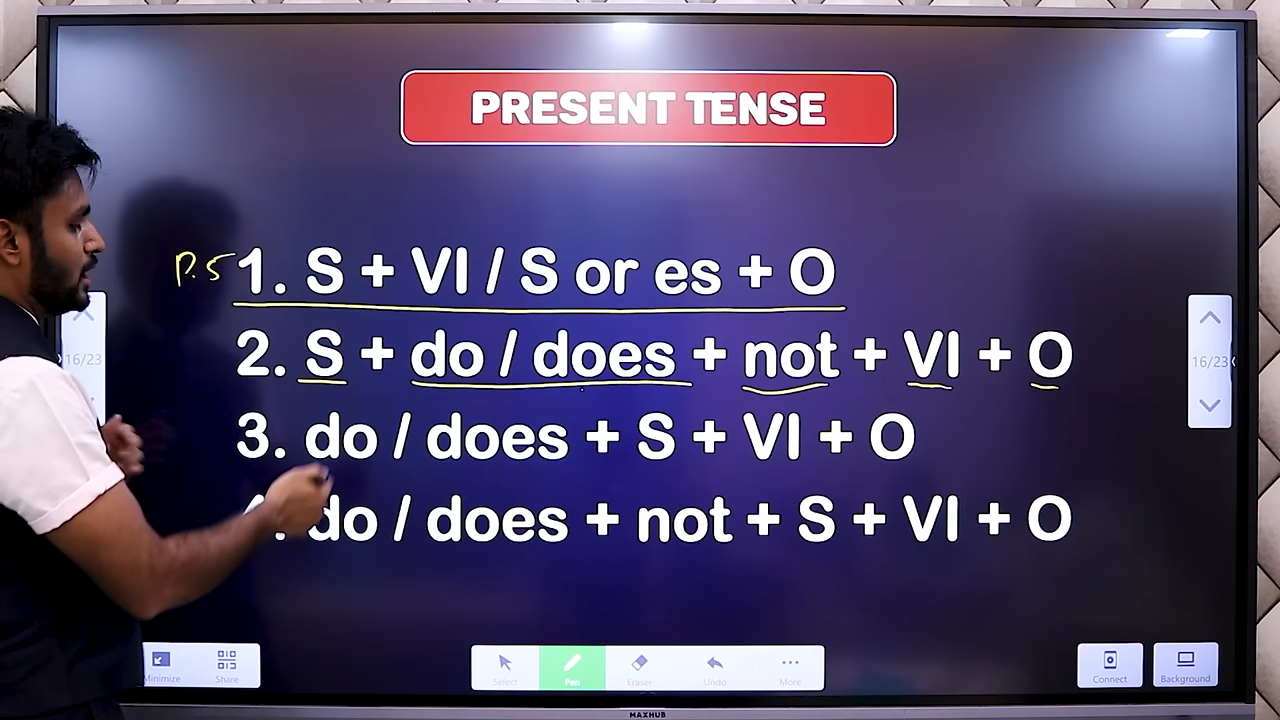 PRESENT TENSE
P.S 1. S + VI / S or es + O
2. S + do / does + not + VI + O
3. do / does + S + VI + O
4. do / does + not + S + VI + O
16/23
16/23
Minimize
Share
Select
Pen
Eraser
Undo
More
Connect
Background
MAXHUB